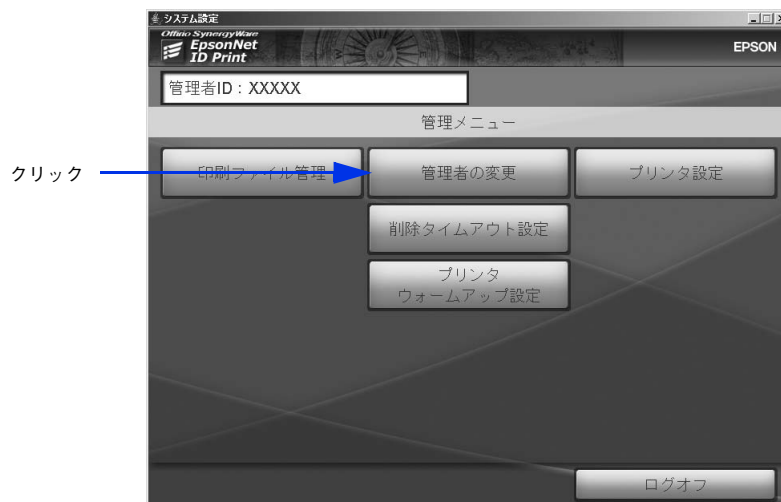 システム設定
Offirio SynergyWare
EpsonNet
ID Print
EPSON
管理者ID：XXXXX
管理メニュー
クリック
印刷ファイル管理
管理者の変更
プリンタ設定
削除タイムアウト設定
プリンタ
ウォームアップ設定
ログオフ